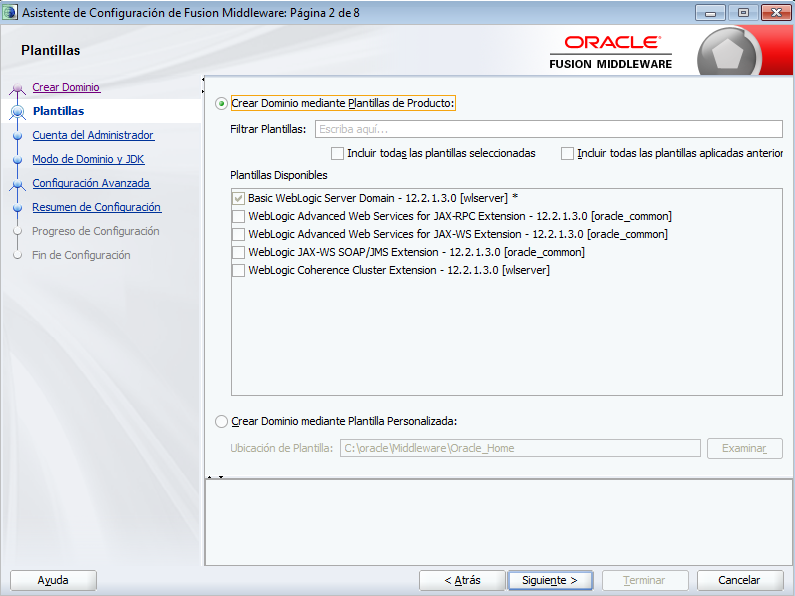 Asistente de Configuración de Fusion Middleware: Página 2 de 8
Plantillas
ORACLE
FUSION MIDDLEWARE
Crear Dominio
Plantillas
Cuenta del Administrador
Modo de Dominio y JDK
Configuración Avanzada
Resumen de Configuración
Progreso de Configuración
Fin de Configuración
Crear Dominio mediante Plantillas de Producto:
Filtrar Plantillas: Escriba aquí...
Incluir todas las plantillas seleccionadas Incluir todas las plantillas aplicadas anterior
Plantillas Disponibles
Basic WebLogic Server Domain - 12.2.1.3.0 [wlserver] *
WebLogic Advanced Web Services for JAX-RPC Extension - 12.2.1.3.0 [oracle_common]
WebLogic Advanced Web Services for JAX-WS Extension - 12.2.1.3.0 [oracle_common]
WebLogic JAX-WS SOAP/JMS Extension - 12.2.1.3.0 [oracle_common]
WebLogic Coherence Cluster Extension - 12.2.1.3.0 [wlserver]
Crear Dominio mediante Plantilla Personalizada:
Ubicación de Plantilla: C:\oracle\Middleware\Oracle_Home Examinar
Ayuda < Atrás Siguiente > Terminar Cancelar